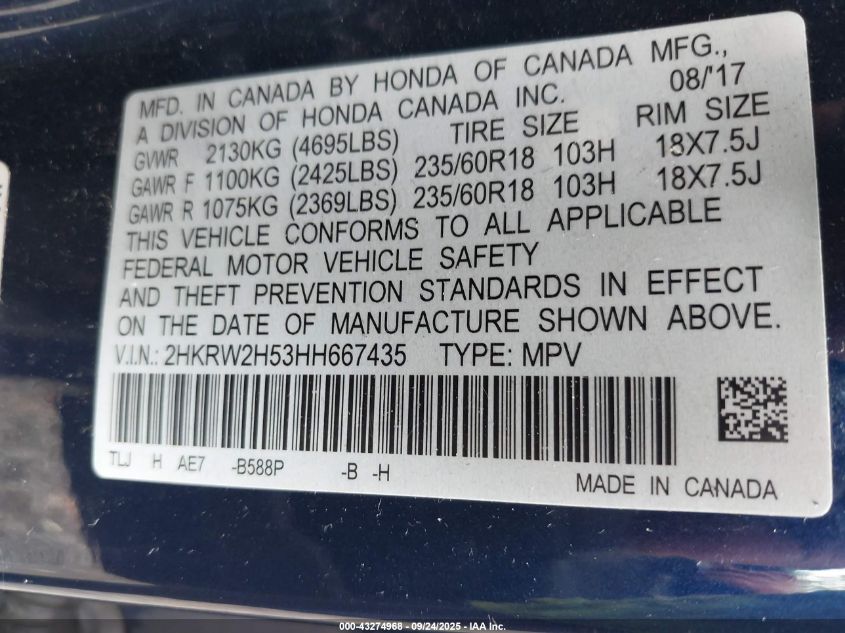 MFD. IN CANADA BY HONDA OF CANADA MFG.,
A DIVISION OF HONDA CANADA INC. 08/'17
GVWR 2130KG (4695LBS) TIRE SIZE RIM SIZE
GAWR F 1100KG (2425LBS) 235/60R18 103H 18X7.5J
GAWR R 1075KG (2369LBS) 235/60R18 103H 18X7.5J
THIS VEHICLE CONFORMS TO ALL APPLICABLE
FEDERAL MOTOR VEHICLE SAFETY
AND THEFT PREVENTION STANDARDS IN EFFECT
ON THE DATE OF MANUFACTURE SHOWN ABOVE.
V.I.N.: 2HKRW2H53HH667435 TYPE: MPV
TLJ H AE7 -B588P -B -H
MADE IN CANADA
000-43274968 - 09/24/2025 - IAA Inc.